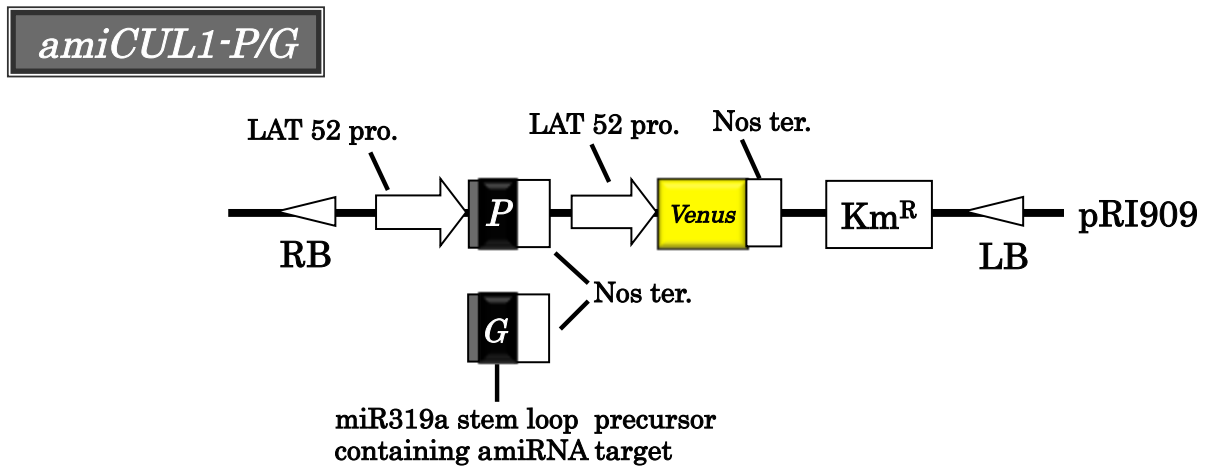 amiCUL1-P/G
LAT 52 pro.
LAT 52 pro.
Nos ter.
P
Venus
Km^R
pRI909
RB
LB
Nos ter.
G
miR319a stem loop precursor
containing amiRNA target